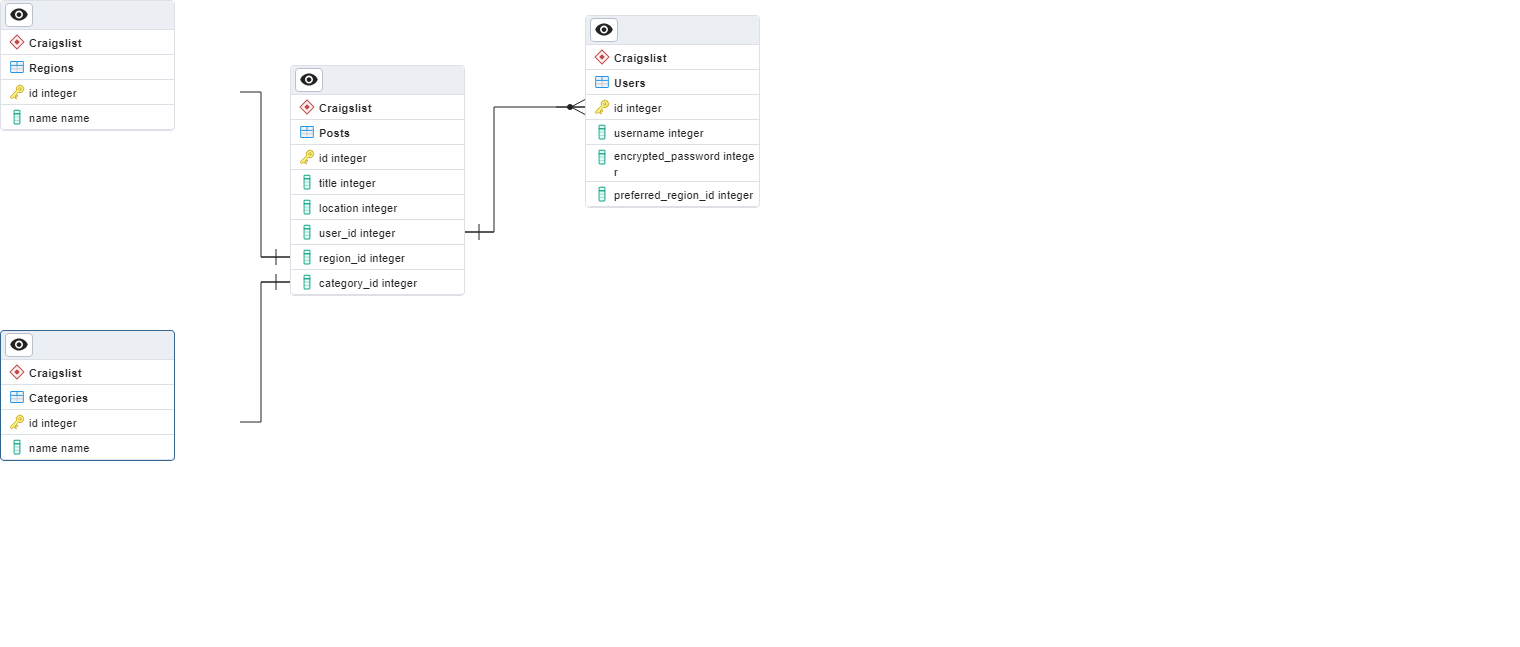 Craigslist
Regions
id integer
name name
Craigslist
Posts
id integer
title integer
location integer
user_id integer
region_id integer
category_id integer
Craigslist
Users
id integer
username integer
encrypted_password intege
r
preferred_region_id integer
Craigslist
Categories
id integer
name name